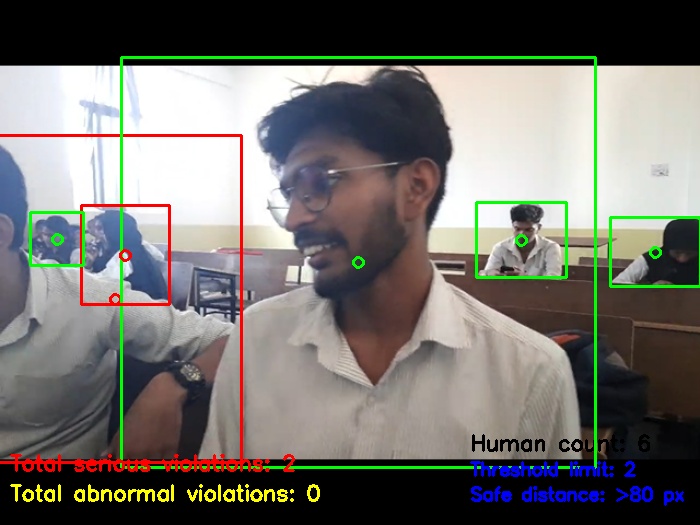 Human count: 6
Total serious violations: 2
Threshold limit: 2
Total abnormal violations: 0
Safe distance: >80 px